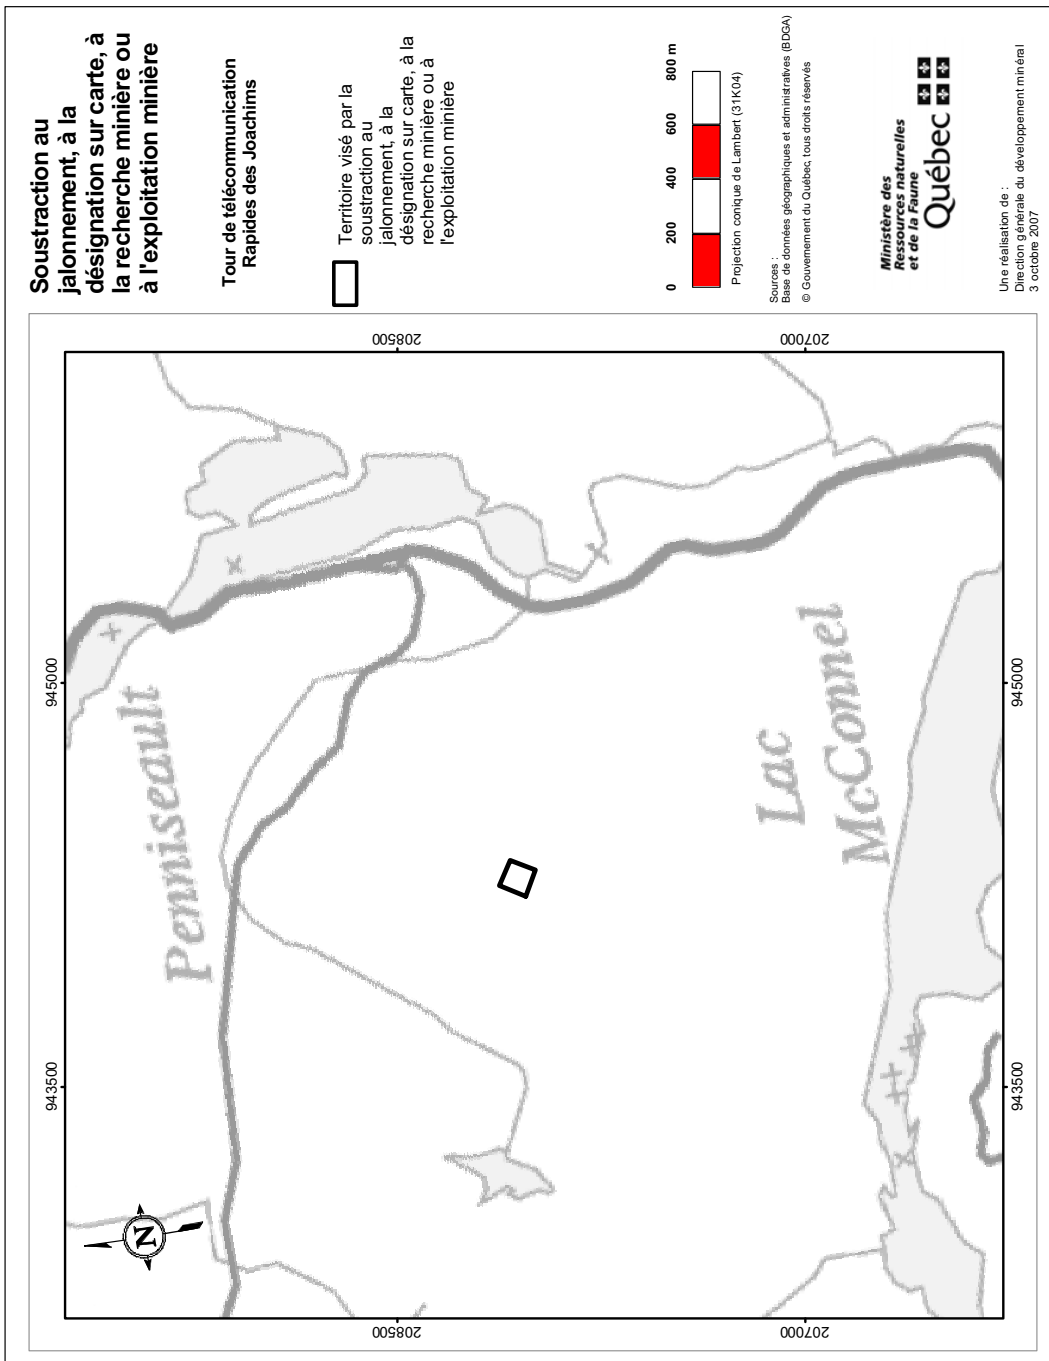 Soustraction au
jalonnement, à la
désignation sur carte, à
la recherche minière ou
à l'exploitation minière
Tour de télécommunication
Rapides des Joachims
Territoire visé par la
soustraction au
jalonnement, à la
désignation sur carte, à la
recherche minière ou à
l'exploitation minière
0 200 400 600 800 m
Projection conique de Lambert (31K04)
Sources :
Base de données géographiques et administratives (BDGA)
© Gouvernement du Québec, tous droits réservés
Ministère des
Ressources naturelles
et de la Faune
Québec
Une réalisation de :
Direction générale du développement minéral
3 octobre 2007
943500
945000
208500
207000
Penniseault
Lac
McConnel
N
208500
207000
943500
945000